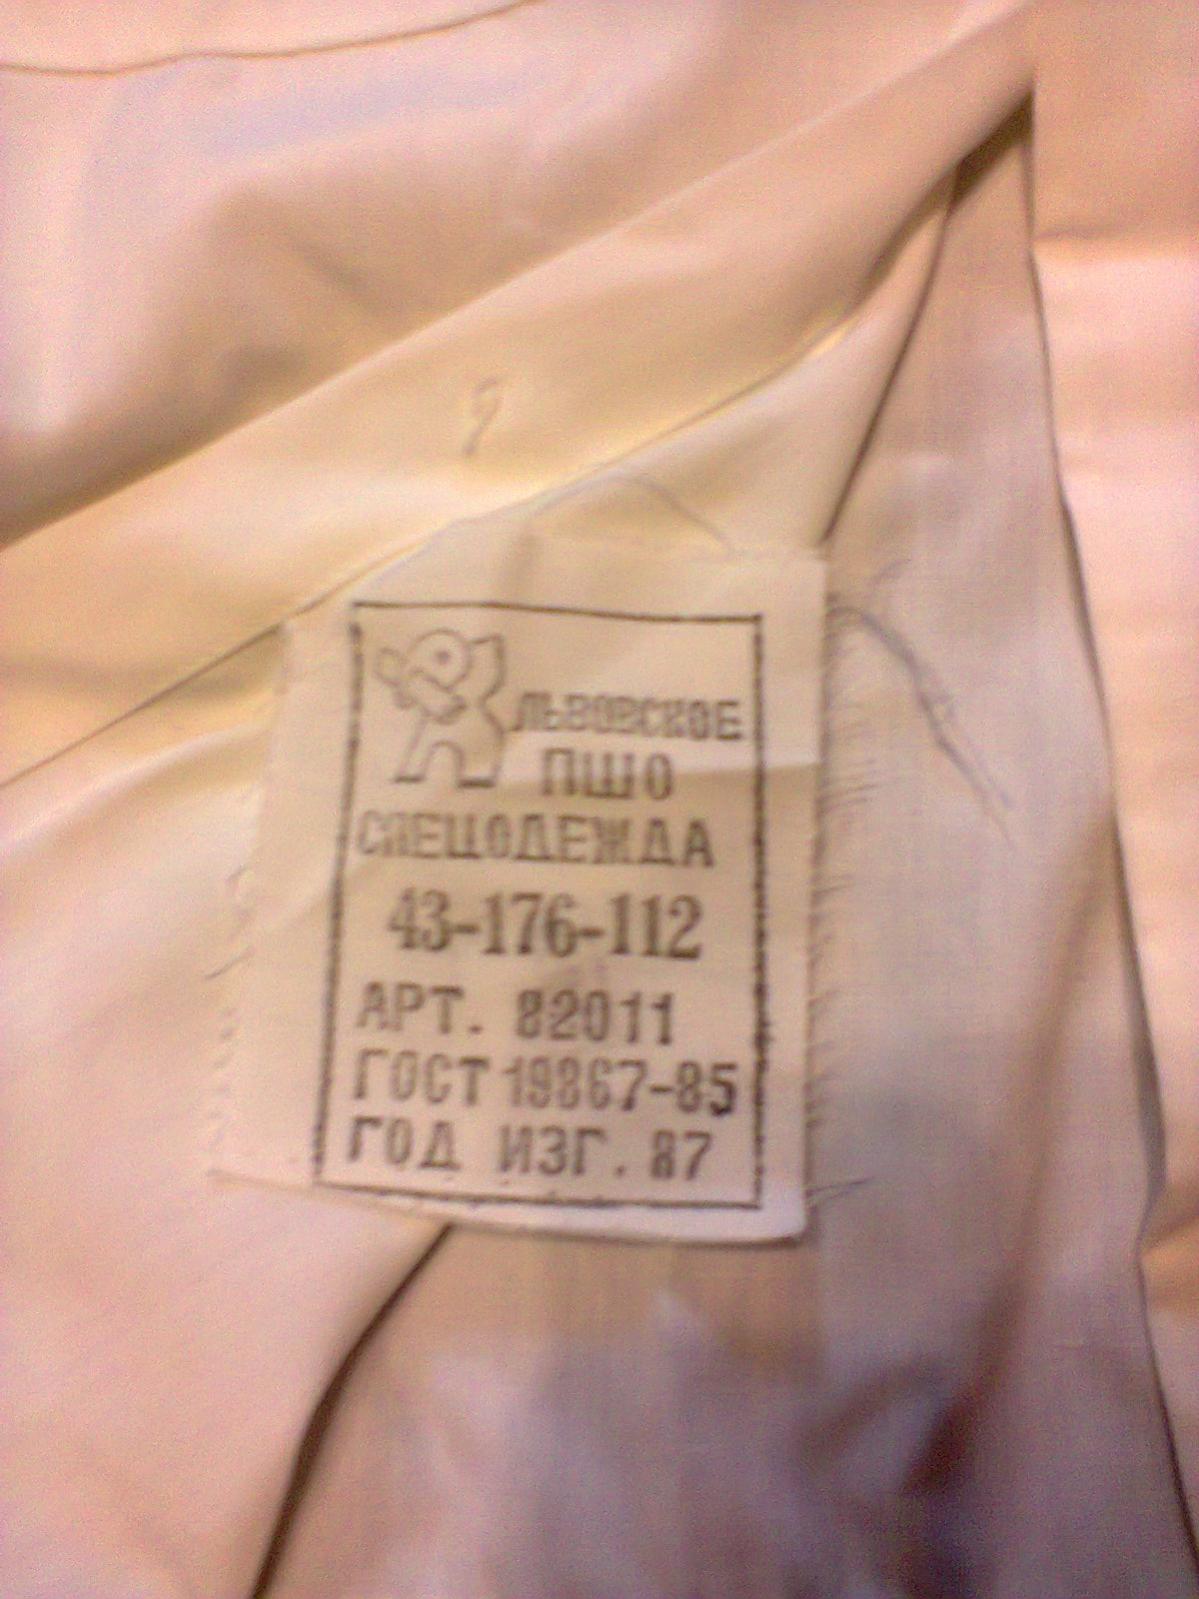 ЛЬВОВСКОЕ
ПШО
СПЕЦОДЕЖДА
43-176-112
АРТ. 82011
ГОСТ 19867-85
ГОД ИЗГ. 87